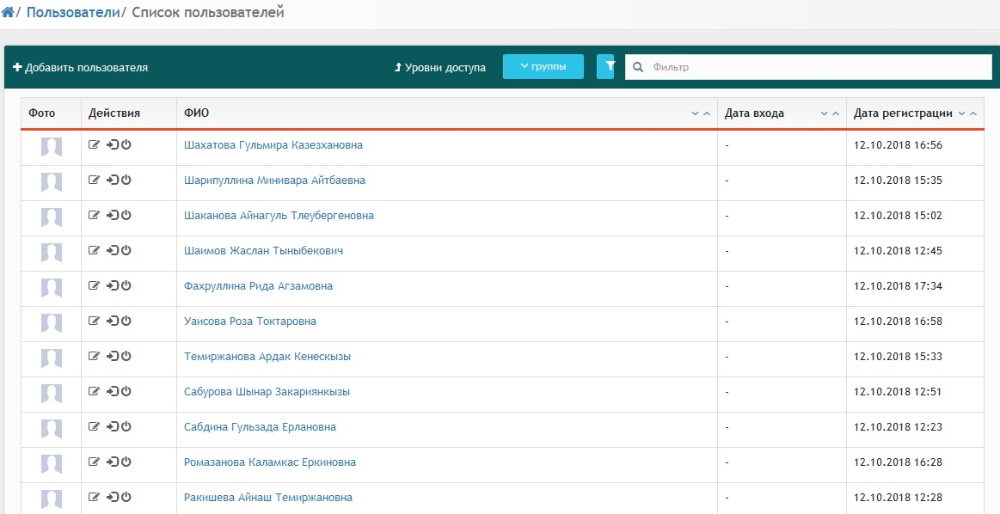 / Пользователи/ Список пользователей
Добавить пользователя Уровни доступа группы Фильтр
Фото Действия ФИО Дата входа Дата регистрации
Шахатова Гульмира Казезхановна - 12.10.2018 16:56
Шарипуллина Минивара Айтбаевна - 12.10.2018 15:35
Шаканова Айнагуль Тлеубергеновна - 12.10.2018 15:02
Шаимов Жаслан Тыныбекович - 12.10.2018 12:45
Фахруллина Рида Агзамовна - 12.10.2018 17:34
Уаисова Роза Токтаровна - 12.10.2018 16:58
Темиржанова Ардак Кенескызы - 12.10.2018 15:33
Сабурова Шынар Закариянкызы - 12.10.2018 12:51
Сабдина Гульзада Ерлановна - 12.10.2018 12:23
Ромазанова Каламкас Еркиновна - 12.10.2018 16:28
Ракишева Айнаш Темиржановна - 12.10.2018 12:28